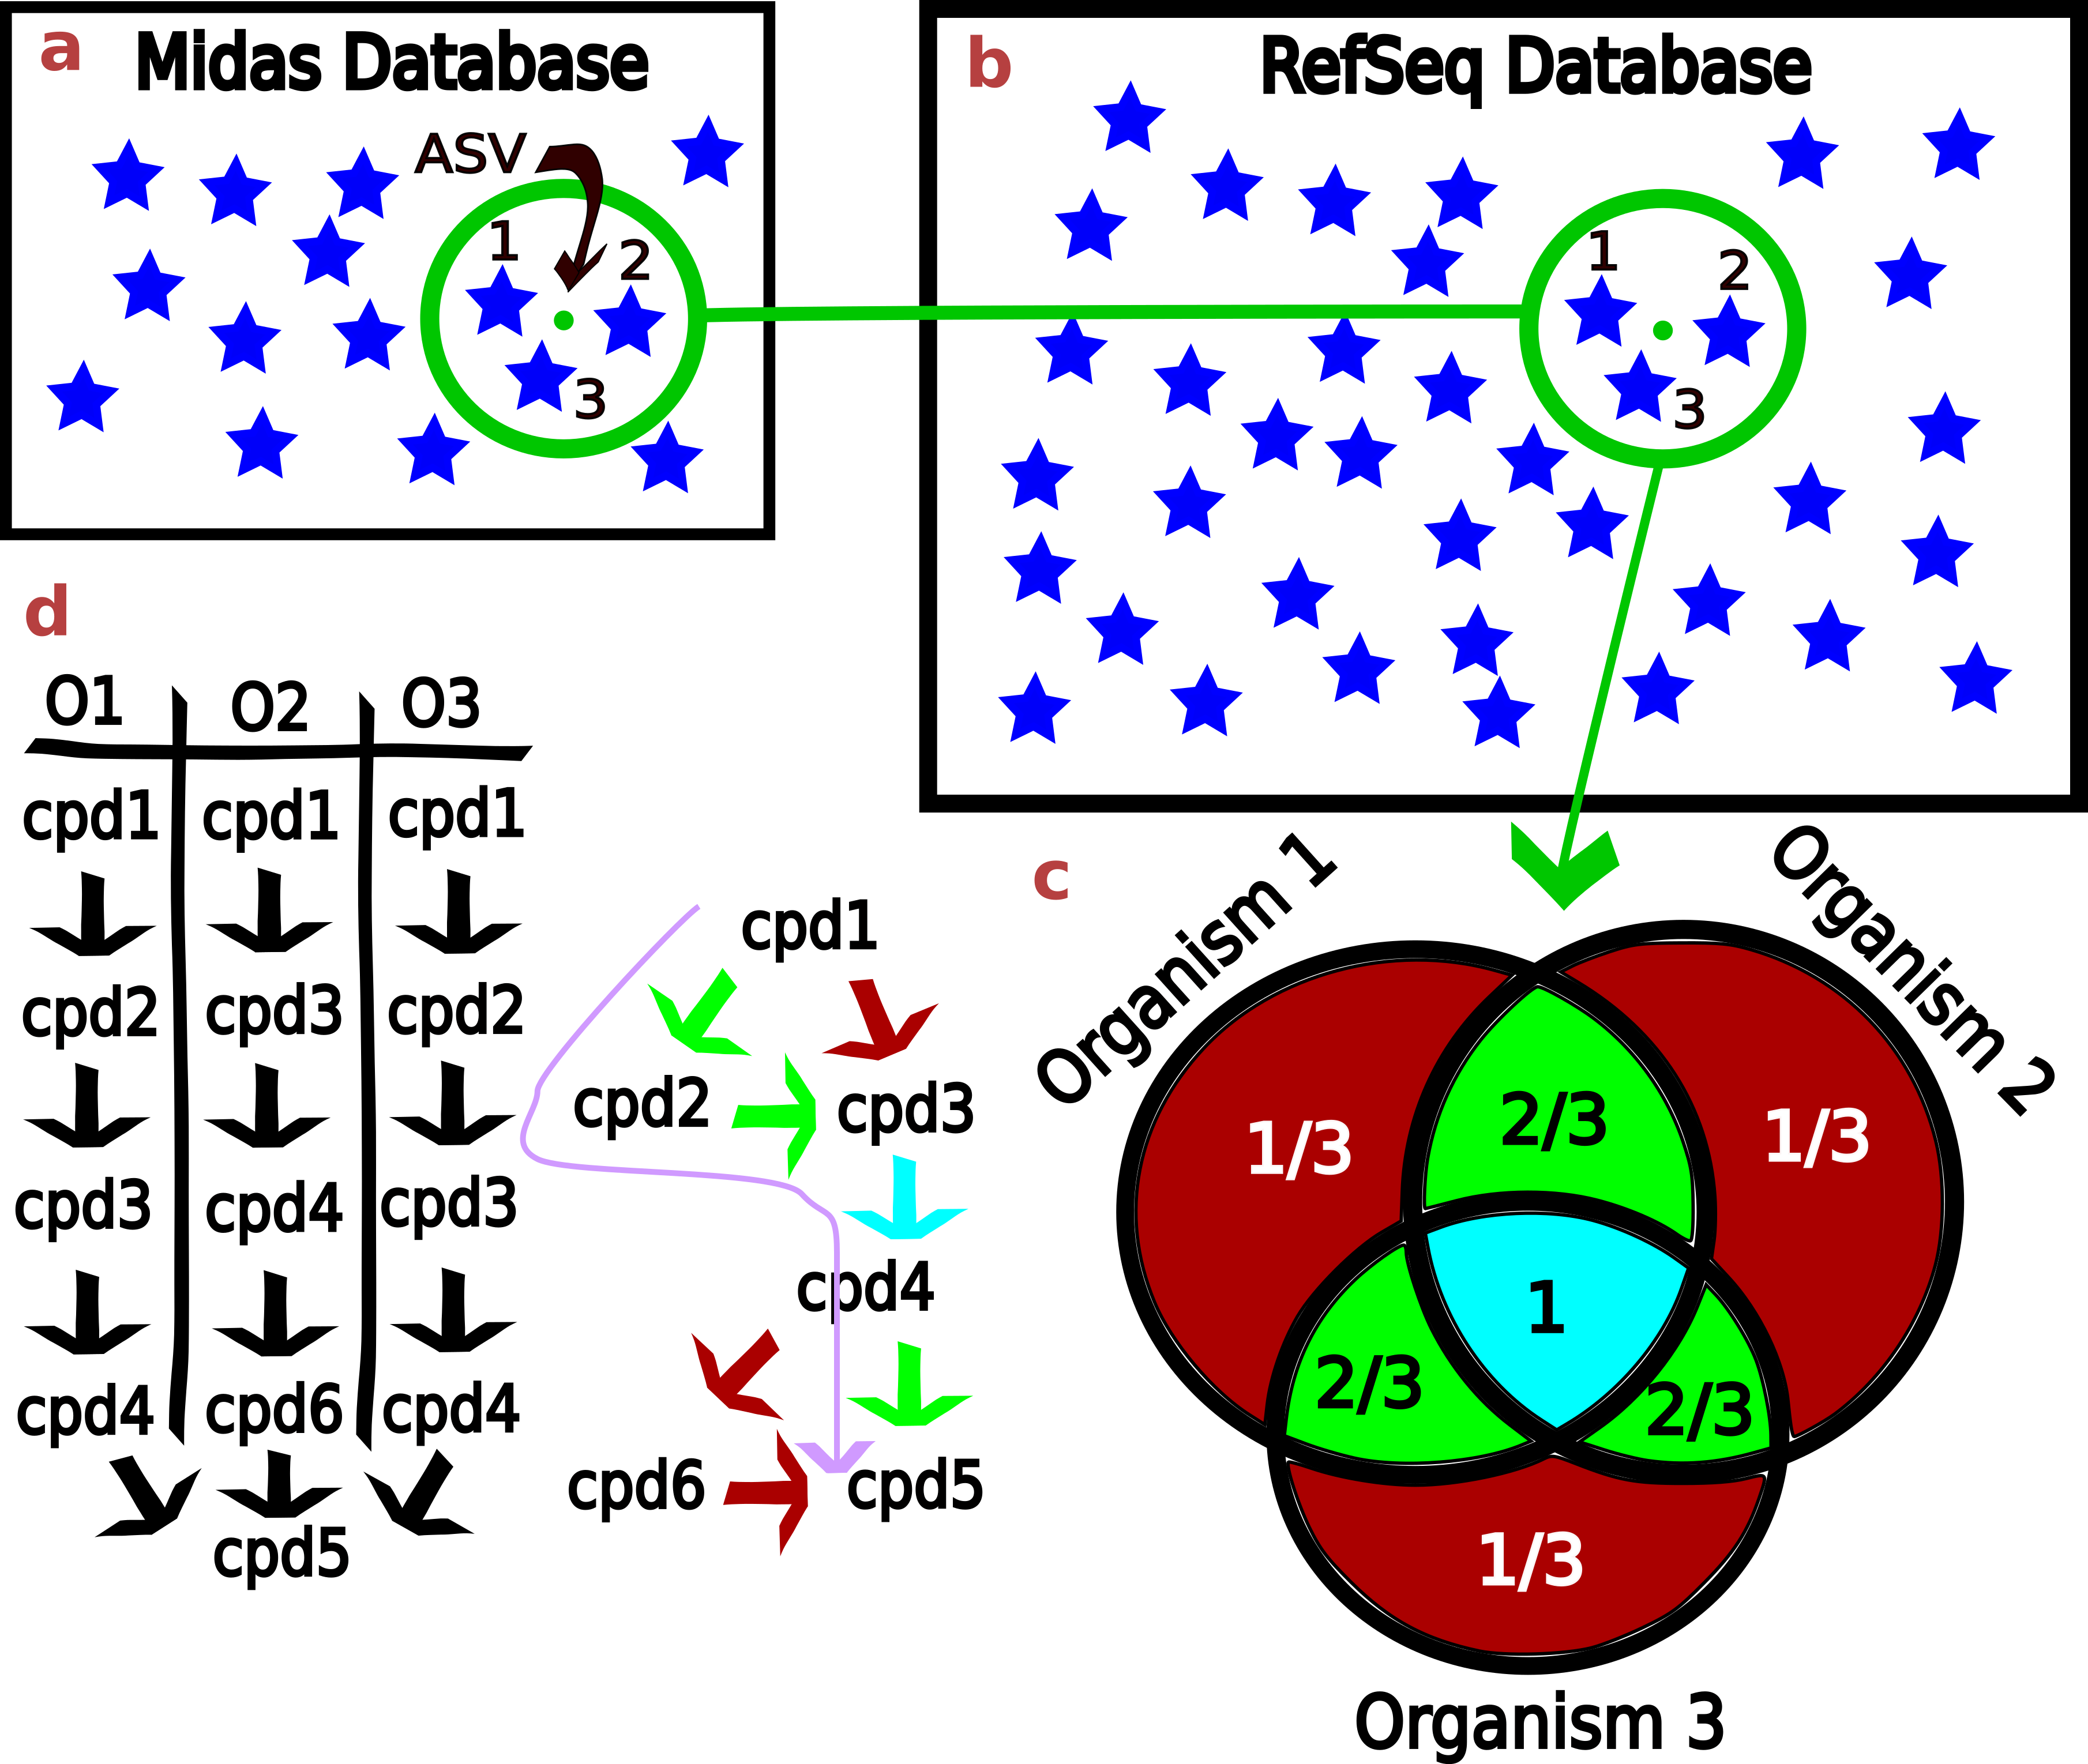 a Midas Database
ASV
1
2
3
b RefSeq Database
1
2
3
c
Organism 1
Organism 2
1/3
2/3
1/3
1
2/3
2/3
1/3
Organism 3
d
O1 O2 O3
cpd1 cpd1 cpd1
cpd2 cpd3 cpd2
cpd3 cpd4 cpd3
cpd4 cpd6 cpd4
cpd5
cpd1
cpd2 cpd3
cpd4
cpd6 cpd5